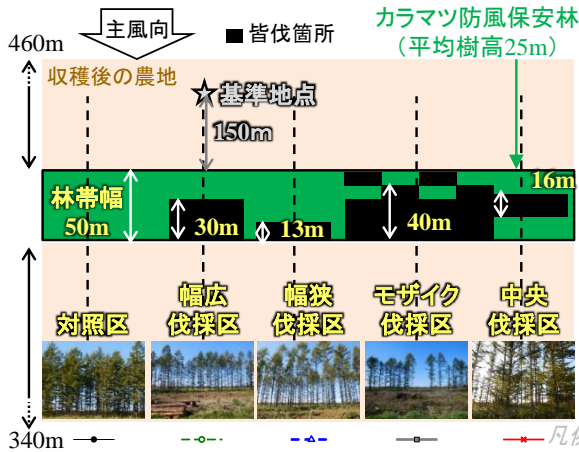 460m
主風向
皆伐箇所
カラマツ防風保安林
（平均樹高25m）
収穫後の農地
基準地点
150m
林帯幅
50m
30m
13m
40m
16m
対照区
幅広
伐採区
幅狭
伐採区
モザイク
伐採区
中央
伐採区
340m